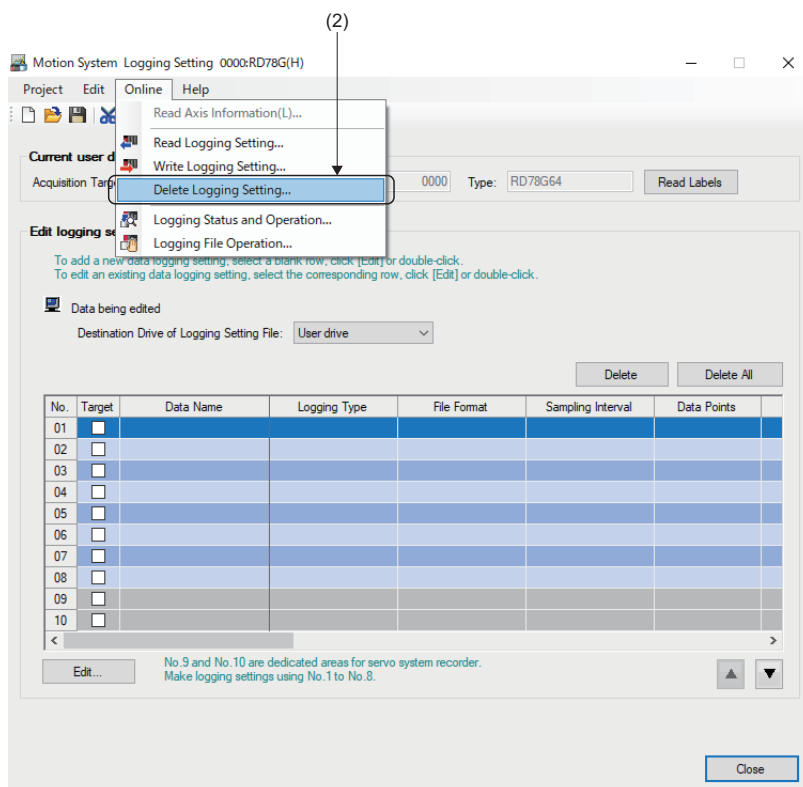 (2)
Motion System Logging Setting 0000:RD78G(H)
Project Edit Online Help
Read Axis Information(L)...
Read Logging Setting...
Write Logging Setting...
Delete Logging Setting...
Logging Status and Operation...
Logging File Operation...
Current user d
Acquisition Targ 0000 Type: RD78G64 Read Labels
Edit logging se
To add a new data logging setting, select a blank row, click [Edit] or double-click.
To edit an existing data logging setting, select the corresponding row, click [Edit] or double-click.
Data being edited
Destination Drive of Logging Setting File: User drive
Delete Delete All
No. Target Data Name Logging Type File Format Sampling Interval Data Points
01
02
03
04
05
06
07
08
09
10
Edit...
No.9 and No.10 are dedicated areas for servo system recorder.
Make logging settings using No.1 to No.8.
Close